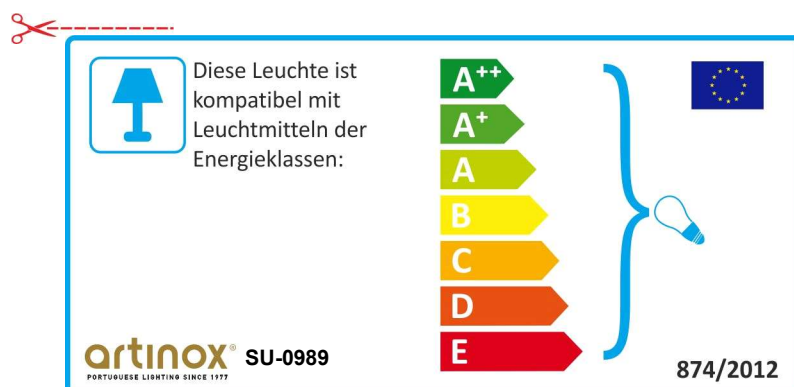 Diese Leuchte ist
kompatibel mit
Leuchtmitteln der
Energieklassen:
A++
A+
A
B
C
D
E
artinox® SU-0989
PORTUGUESE LIGHTING SINCE 1977
874/2012